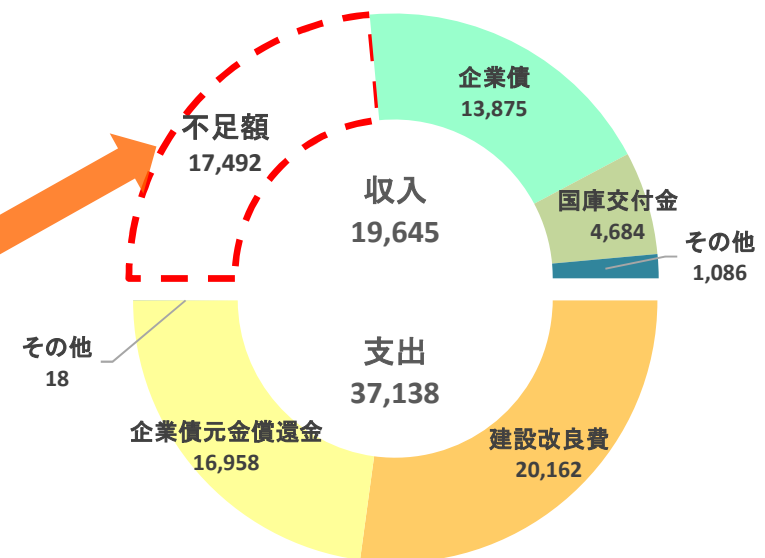 企業債
13,875
不足額
17,492
収入
19,645
国庫交付金
4,684
その他
1,086
その他
18
支出
37,138
企業債元金償還金
16,958
建設改良費
20,162